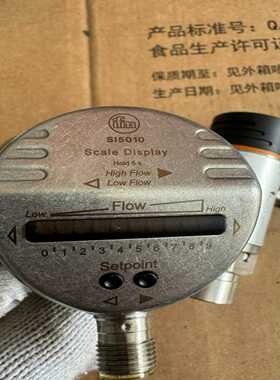 产品标准号：Q
食品生产许可
保质期至：见外箱
生产日期：见外箱
ifm
SI5010
Scale Display
Hold 5 s
High Flow
Low Flow
Flow
Low
High
0 1 2 3 4 5 6 7 8 9
Setpoint